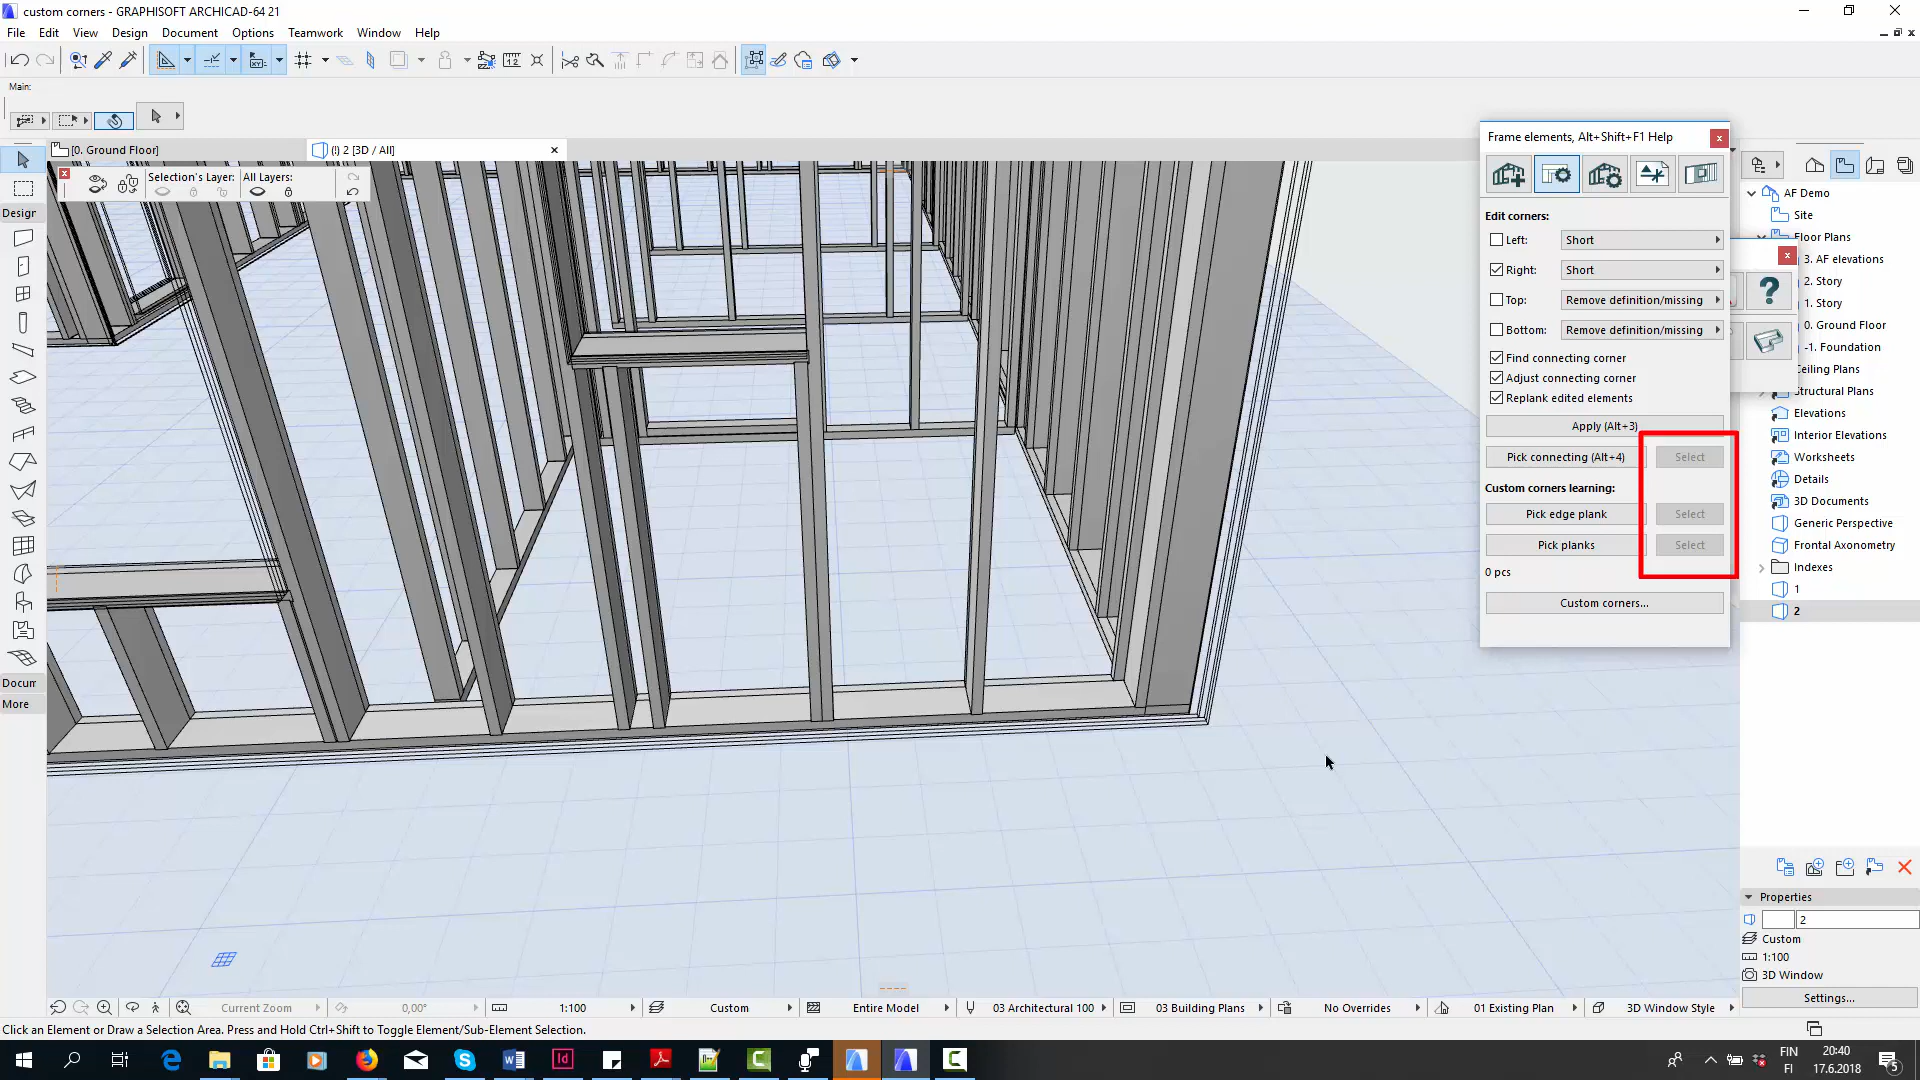 custom corners - GRAPHISOFT ARCHICAD-64 21
File Edit View Design Document Options Teamwork Window Help
Main:
[0. Ground Floor]
(!) 2 [3D / All]
Selection's Layer:
All Layers:
Design
Docum
More
Frame elements, Alt+Shift+F1 Help
Edit corners:
Left: Short
Right: Short
Top: Remove definition/missing
Bottom: Remove definition/missing
Find connecting corner
Adjust connecting corner
Replank edited elements
Apply (Alt+3)
Pick connecting (Alt+4) Select
Custom corners learning:
Pick edge plank Select
Pick planks Select
0 pcs
Custom corners...
AF Demo
Site
Floor Plans
3. AF elevations
2. Story
1. Story
0. Ground Floor
-1. Foundation
Ceiling Plans
Structural Plans
Elevations
Interior Elevations
Worksheets
Details
3D Documents
Generic Perspective
Frontal Axonometry
Indexes
1
2
Properties
2
Custom
1:100
3D Window
Settings...
Current Zoom 0,00° 1:100 Custom Entire Model 03 Architectural 100 03 Building Plans No Overrides 01 Existing Plan 3D Window Style
Click an Element or Draw a Selection Area. Press and Hold Ctrl+Shift to Toggle Element/Sub-Element Selection.
FIN 20:40
FI 17.6.2018 5